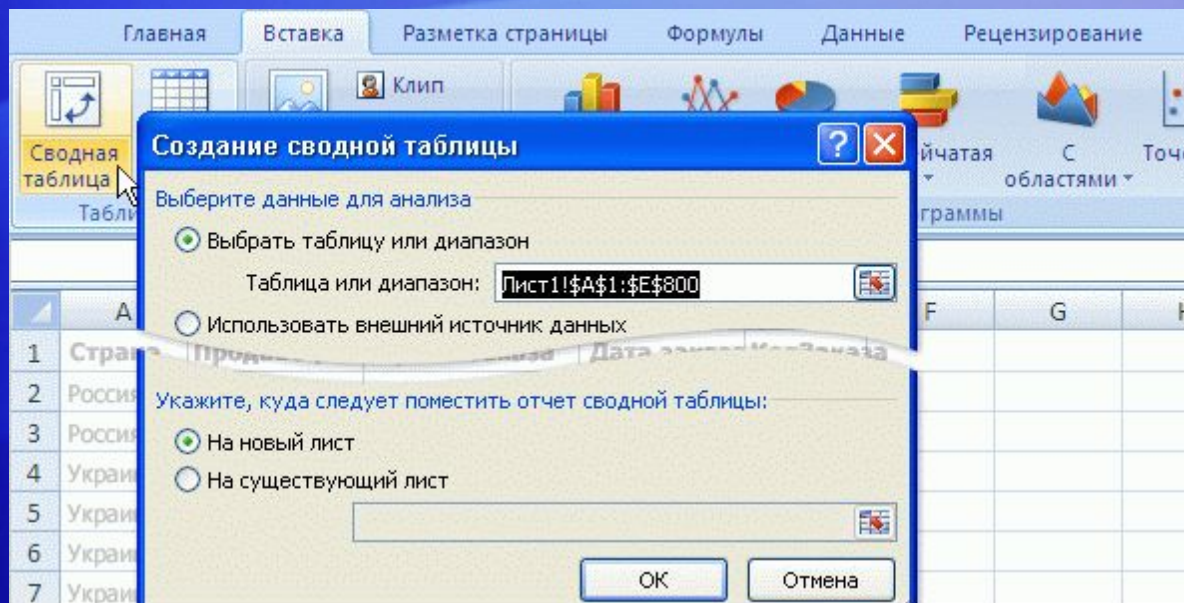 Главная Вставка Разметка страницы Формулы Данные Рецензирование
Клип
Сводная таблица
С областями
Создание сводной таблицы
Выберите данные для анализа
Выбрать таблицу или диапазон
Таблица или диапазон: Лист1!$A$1:$E$800
Использовать внешний источник данных
A F G
1 Страна
2 Россия
3 Россия
4
5
6
7
Укажите, куда следует поместить отчет сводной таблицы:
На новый лист
На существующий лист
ОК Отмена